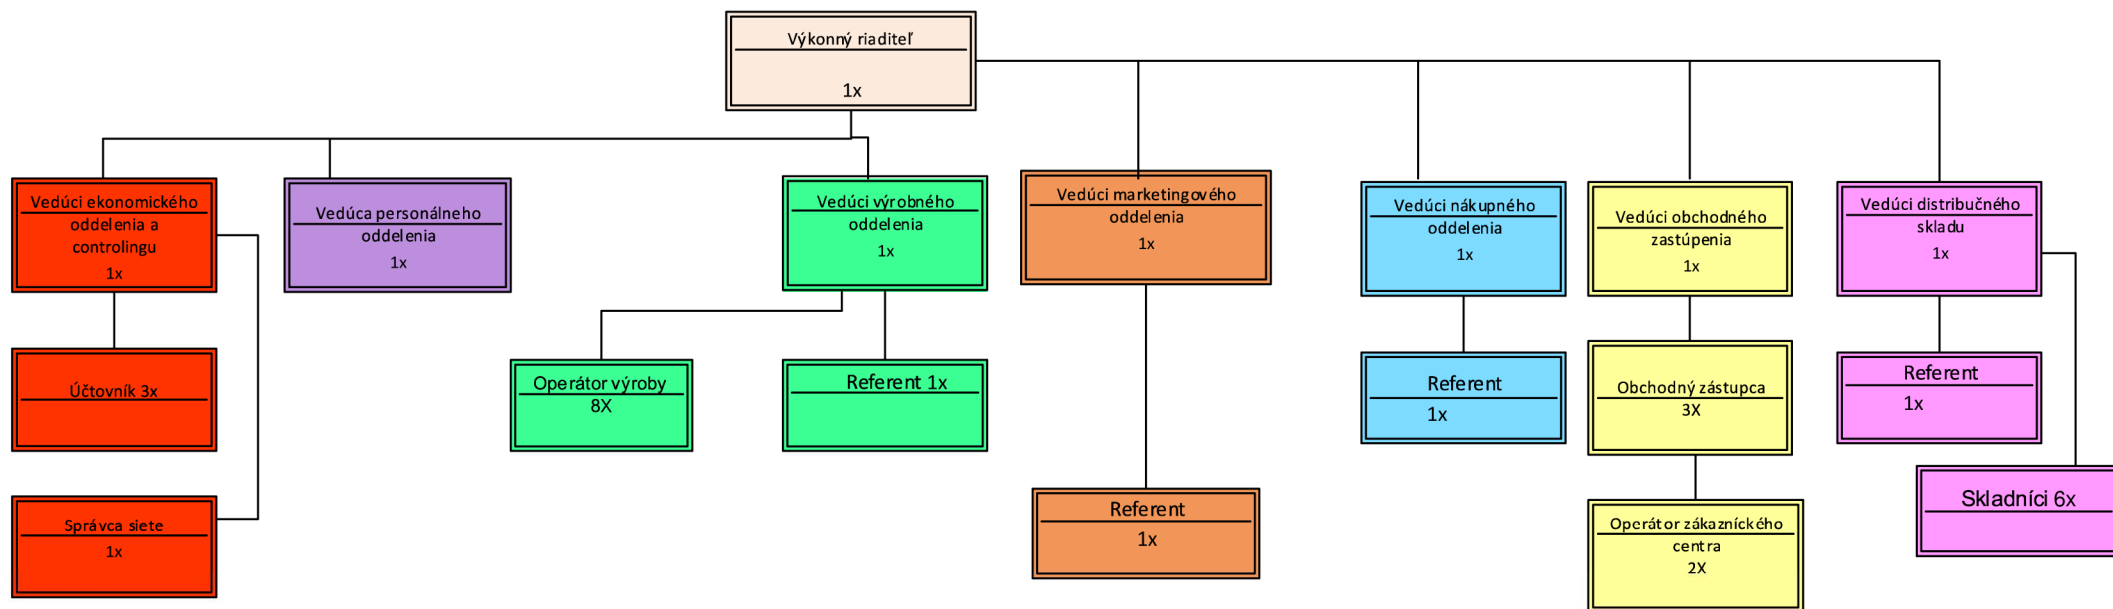 Výkonný riaditeľ
1x
Vedúci ekonomického
oddelenia a
controlingu
1x
Vedúca personálneho
oddelenia
1x
Vedúci výrobného
oddelenia
1x
Vedúci marketingového
oddelenia
1x
Vedúci nákupného
oddelenia
1x
Vedúci obchodného
zastúpenia
1x
Vedúci distribučného
skladu
1x
Účtovník 3x
Operátor výroby
8X
Referent 1x
Referent
1x
Obchodný zástupca
3X
Referent
1x
Správca siete
1x
Referent
1x
Operátor zákazníckého
centra
2X
Skladníci 6x